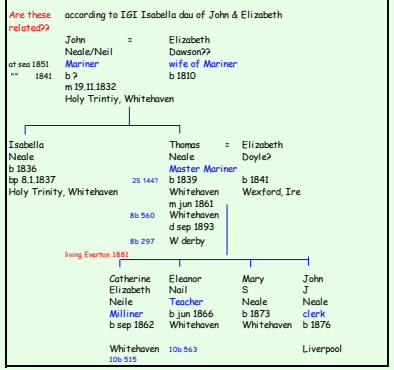 Are these according to IGI Isabella dau of John & Elizabeth
related??
John = Elizabeth
Neale/Neil Dawson??
at sea 1851 Mariner wife of Mariner
"" 1841 b ? b 1810
m 19.11.1832
Holy Trintiy, Whitehaven
Isabella Thomas = Elizabeth
Neale Neale Doyle?
b 1836 Master Mariner
bp 8.1.1837 25 144? b 1839 b 1841
Holy Trinity, Whitehaven Whitehaven Wexford, Ire
m jun 1861
8b 560 Whitehaven
d sep 1893
8b 297 W derby
living Everton 1881
Catherine Eleanor Mary John
Elizabeth Nail S J
Neile Teacher Neale Neale
Milliner b jun 1866 b 1873 clerk
b sep 1862 Whitehaven Whitehaven b 1876
Whitehaven 10b 563 Liverpool
10b 515